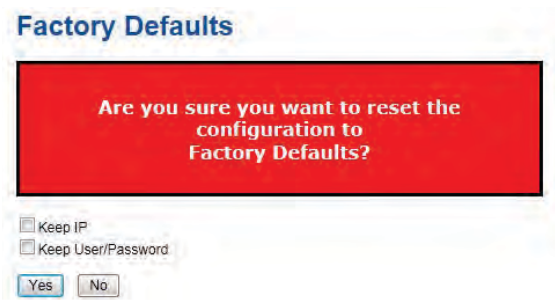 Factory Defaults
Are you sure you want to reset the
configuration to
Factory Defaults?
Keep IP
Keep User/Password
Yes No